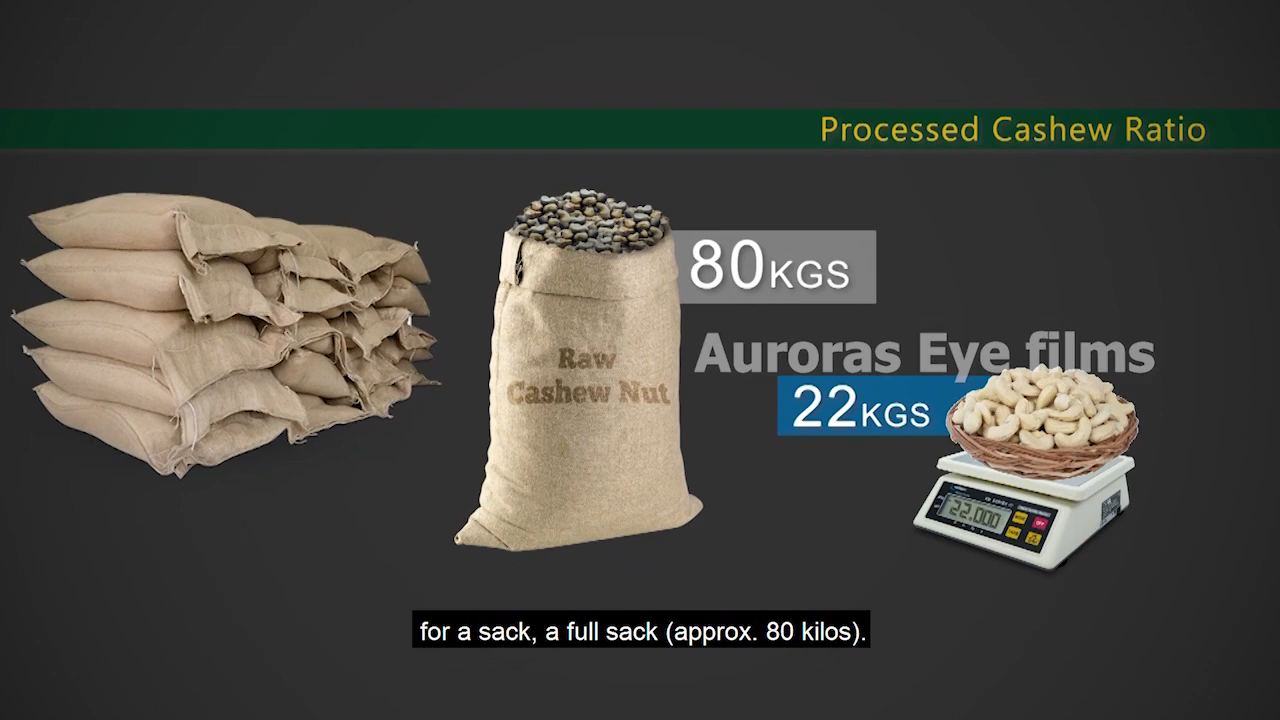 Processed Cashew Ratio
80KGS
Raw
Cashew Nut
Auroras Eye films
22KGS
22.000
for a sack, a full sack (approx. 80 kilos).